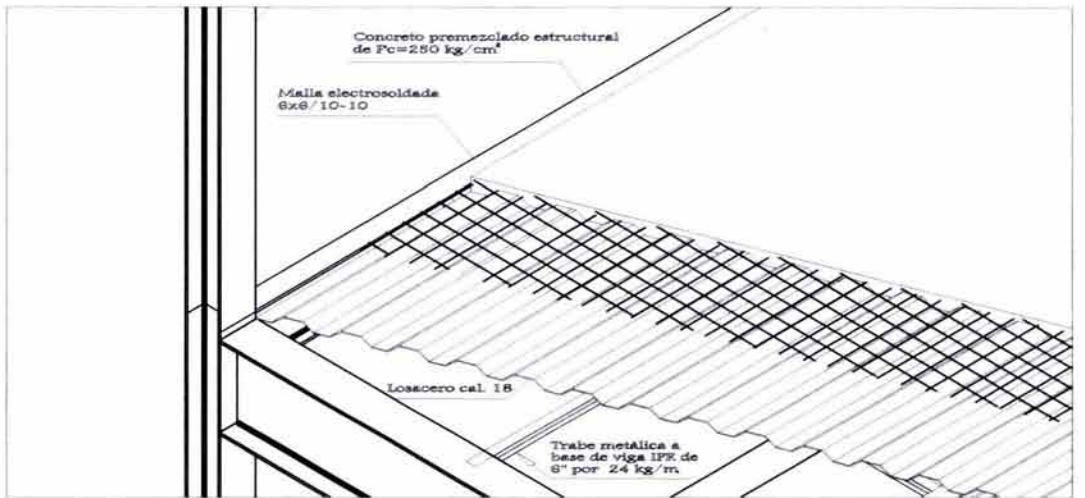 Concreto premezclado estructural
de F'c=250 kg/cm²
Malla electrosoldada
6x6/10-10
Losacero cal. 18
Trabe metálica a
base de viga IPR de
6" por 24 kg/m